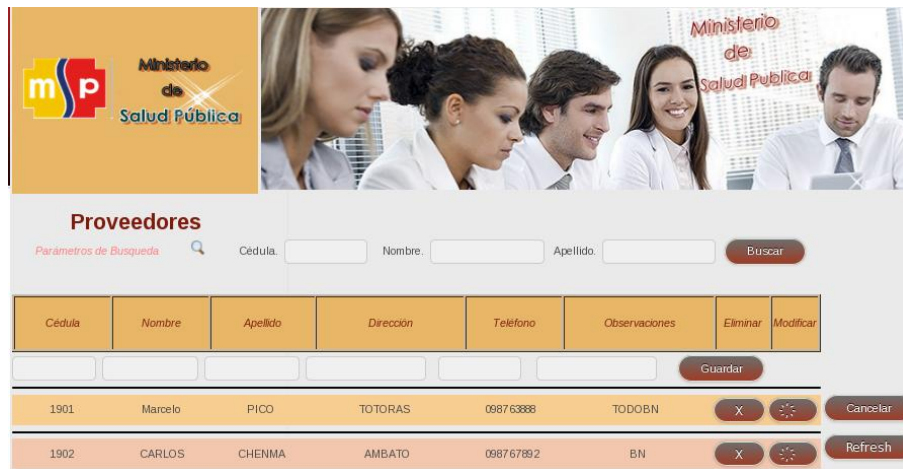 Ministerio
de
Salud Pública
msp
Ministerio
de
Salud Publica
Proveedores
Parámetros de Busqueda Cédula. Nombre. Apellido. Buscar
Cédula Nombre Apellido Dirección Teléfono Observaciones Eliminar Modificar
Guardar
1901 Marcelo PICO TOTORAS 098763888 TODOBN X Cancelar
1902 CARLOS CHENMA AMBATO 098767892 BN X Refresh